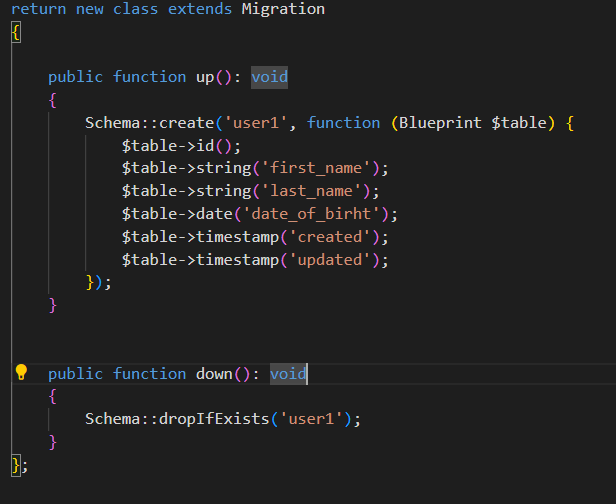 return new class extends Migration
{
public function up(): void
{
Schema::create('user1', function (Blueprint $table) {
$table->id();
$table->string('first_name');
$table->string('last_name');
$table->date('date_of_birht');
$table->timestamp('created');
$table->timestamp('updated');
});
}
public function down(): void
{
Schema::dropIfExists('user1');
}
};